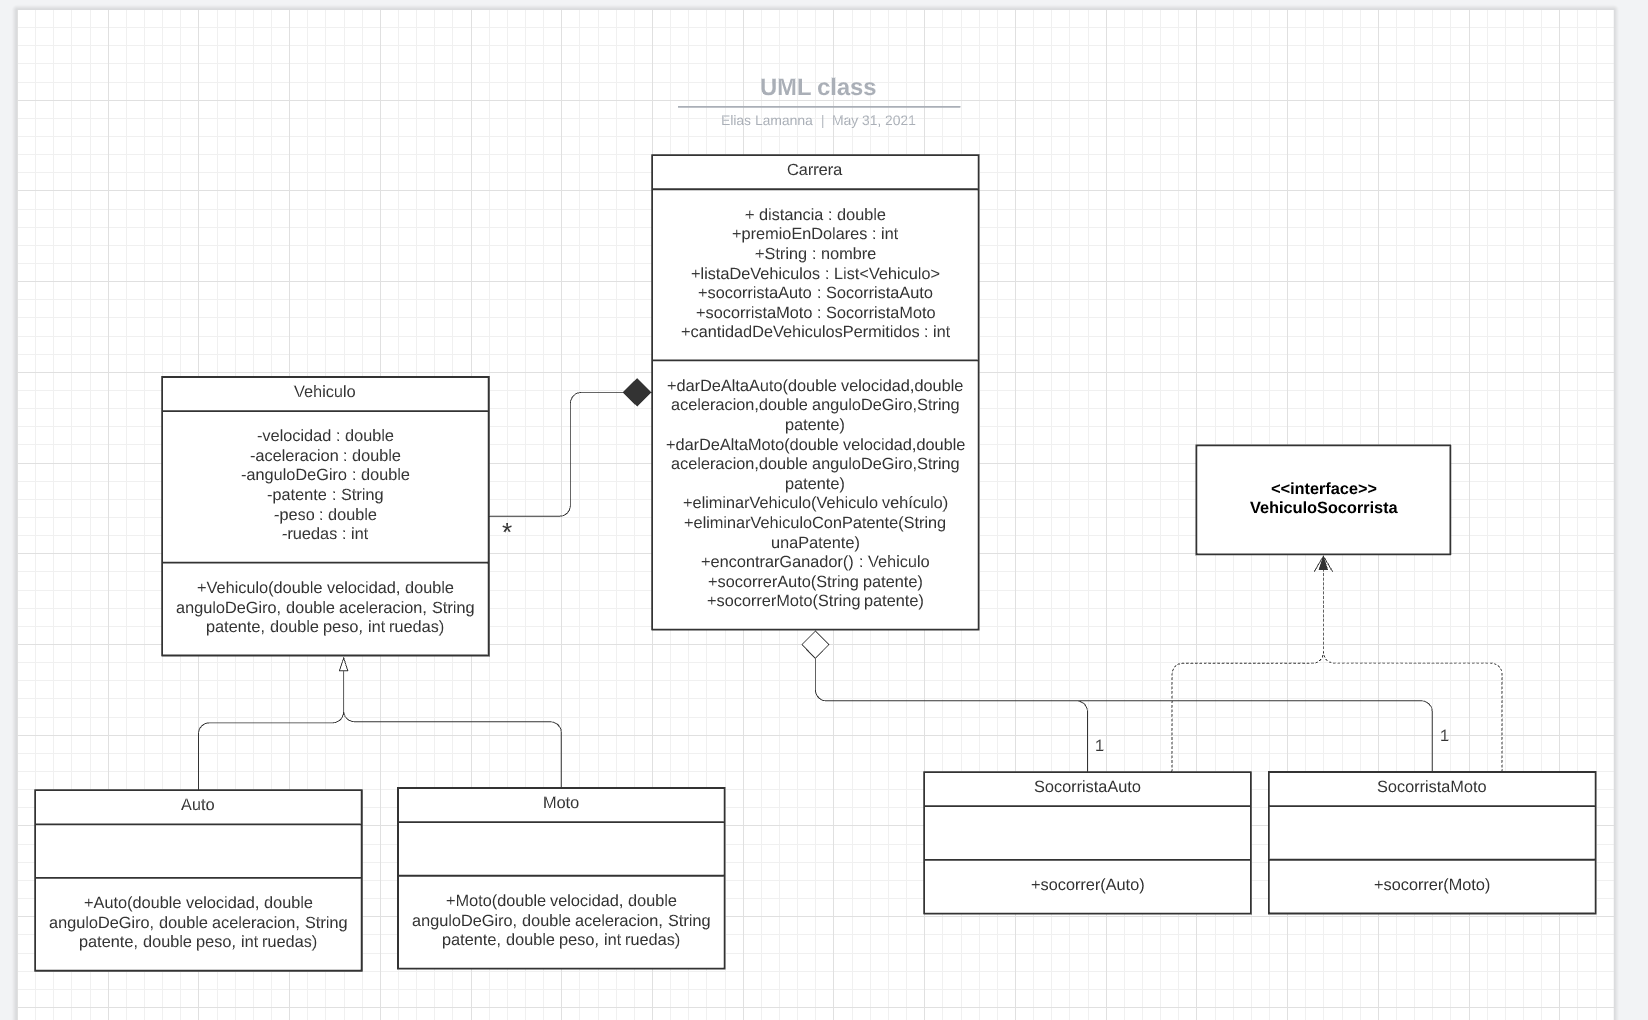 UML class
Elias Lamanna | May 31, 2021
Carrera
+ distancia : double
+premioEnDolares : int
+String : nombre
+listaDeVehiculos : List<Vehiculo>
+socorristaAuto : SocorristaAuto
+socorristaMoto : SocorristaMoto
+cantidadDeVehiculosPermitidos : int
+darDeAltaAuto(double velocidad,double
aceleracion,double anguloDeGiro,String
patente)
+darDeAltaMoto(double velocidad,double
aceleracion,double anguloDeGiro,String
patente)
+eliminarVehiculo(Vehiculo vehículo)
+eliminarVehiculoConPatente(String
unaPatente)
+encontrarGanador() : Vehiculo
+socorrerAuto(String patente)
+socorrerMoto(String patente)
Vehiculo
-velocidad : double
-aceleracion : double
-anguloDeGiro : double
-patente : String
-peso : double
-ruedas : int
+Vehiculo(double velocidad, double
anguloDeGiro, double aceleracion, String
patente, double peso, int ruedas)
*
<<interface>>
VehiculoSocorrista
1
1
Auto
+Auto(double velocidad, double
anguloDeGiro, double aceleracion, String
patente, double peso, int ruedas)
Moto
+Moto(double velocidad, double
anguloDeGiro, double aceleracion, String
patente, double peso, int ruedas)
SocorristaAuto
+socorrer(Auto)
SocorristaMoto
+socorrer(Moto)